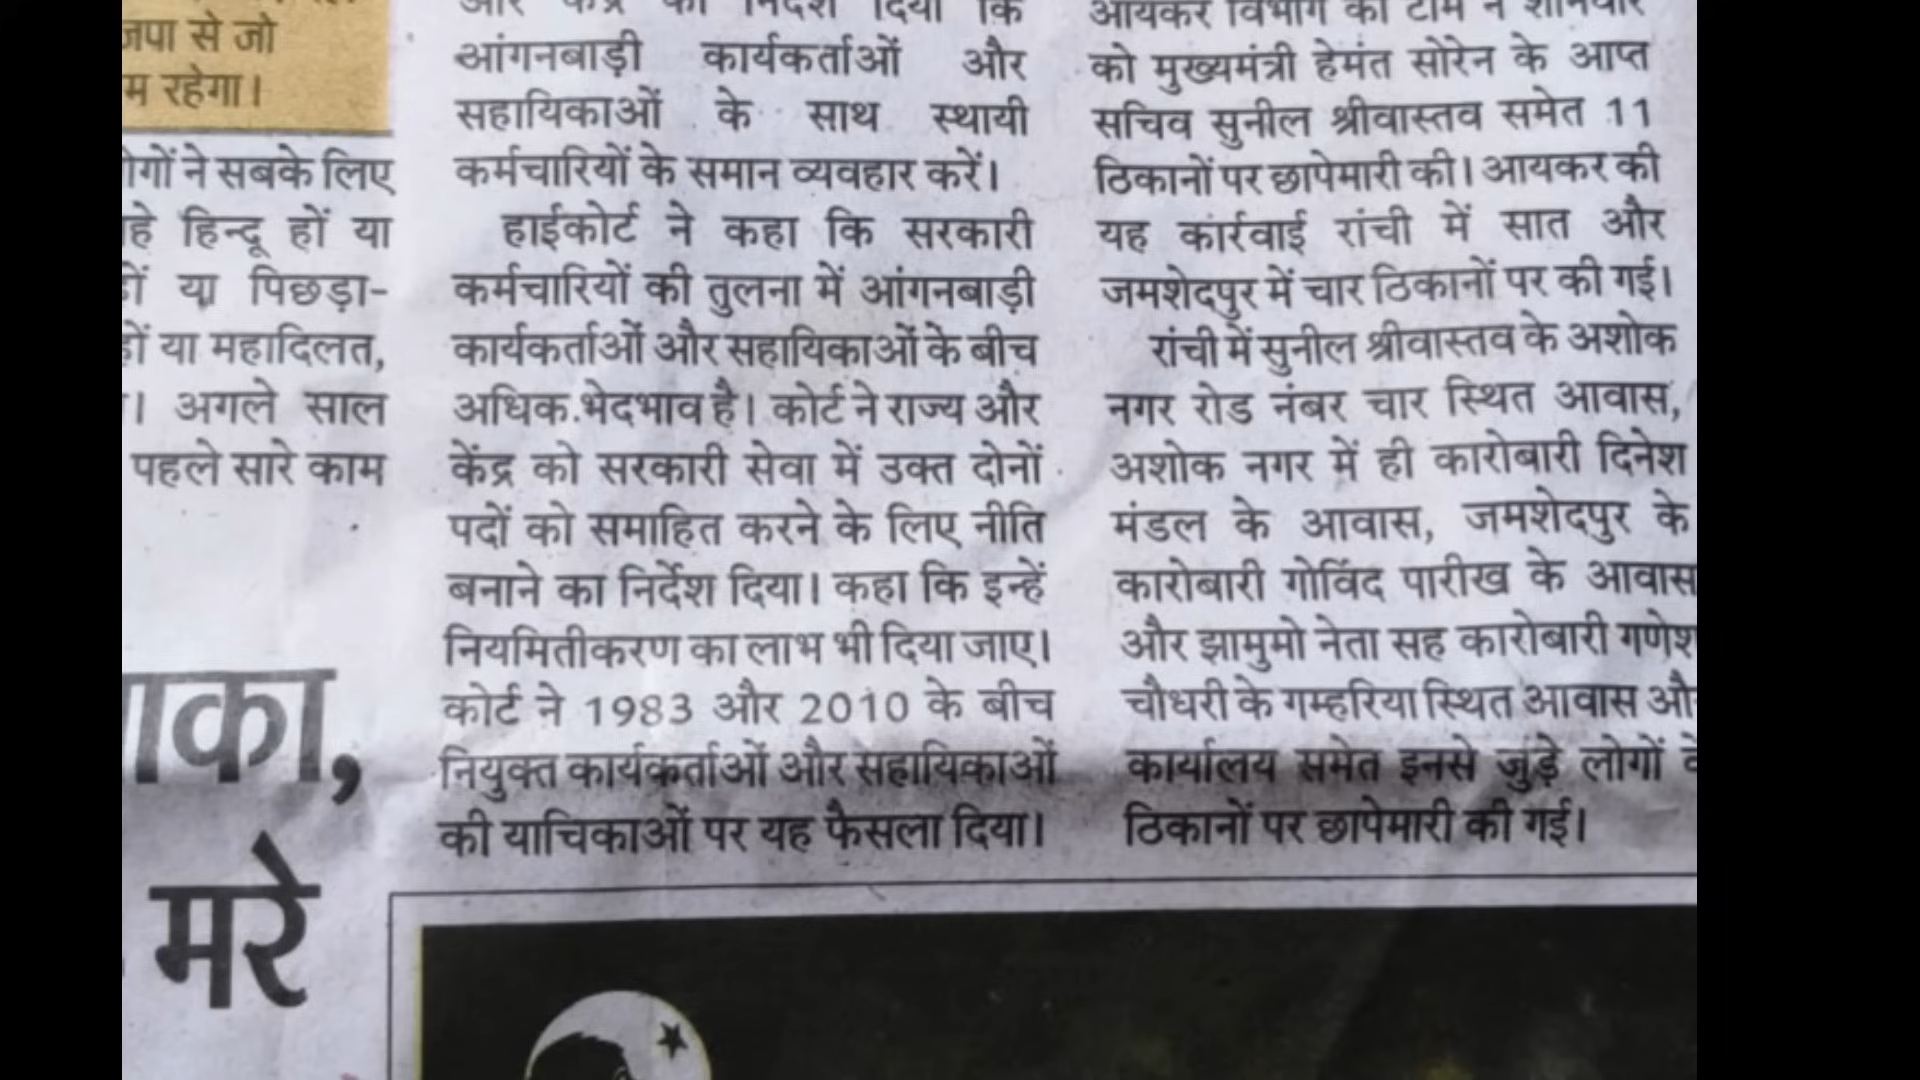 जपा से जो
म रहेगा।
ोगों ने सबके लिए
हे हिन्दू हों या
हों या पिछड़ा-
हों या महादलित,
। अगले साल
पहले सारे काम
ाका,
मरे
और केंद्र को निर्देश दिया कि
आंगनबाड़ी कार्यकर्ताओं और
सहायिकाओं के साथ स्थायी
कर्मचारियों के समान व्यवहार करें।
हाईकोर्ट ने कहा कि सरकारी
कर्मचारियों की तुलना में आंगनबाड़ी
कार्यकर्ताओं और सहायिकाओं के बीच
अधिक भेदभाव है। कोर्ट ने राज्य और
केंद्र को सरकारी सेवा में उक्त दोनों
पदों को समाहित करने के लिए नीति
बनाने का निर्देश दिया। कहा कि इन्हें
नियमितीकरण का लाभ भी दिया जाए।
कोर्ट ने 1983 और 2010 के बीच
नियुक्त कार्यकर्ताओं और सहायिकाओं
की याचिकाओं पर यह फैसला दिया।
आयकर विभाग की टीम ने शनिवार
को मुख्यमंत्री हेमंत सोरेन के आप्त
सचिव सुनील श्रीवास्तव समेत 11
ठिकानों पर छापेमारी की। आयकर की
यह कार्रवाई रांची में सात और
जमशेदपुर में चार ठिकानों पर की गई।
रांची में सुनील श्रीवास्तव के अशोक
नगर रोड नंबर चार स्थित आवास,
अशोक नगर में ही कारोबारी दिनेश
मंडल के आवास, जमशेदपुर के
कारोबारी गोविंद पारीख के आवास
और झामुमो नेता सह कारोबारी गणेश
चौधरी के गम्हरिया स्थित आवास और
कार्यालय समेत इनसे जुड़े लोगों के
ठिकानों पर छापेमारी की गई।